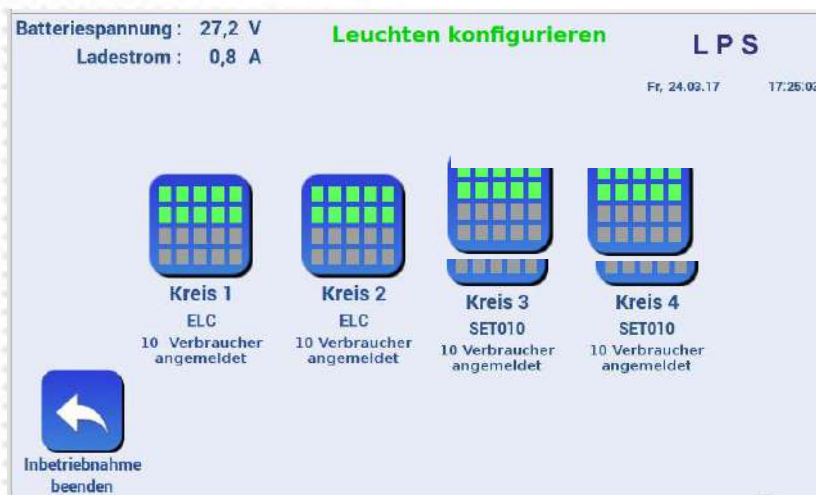 Batteriespannung : 27,2 V
Ladestrom : 0,8 A
Leuchten konfigurieren
LPS
Fr, 24.03.17 17:25:03
Kreis 1
ELC
10 Verbraucher
angemeldet
Kreis 2
ELC
10 Verbraucher
angemeldet
Kreis 3
SET010
10 Verbraucher
angemeldet
Kreis 4
SET010
10 Verbraucher
angemeldet
Inbetriebnahme
beenden